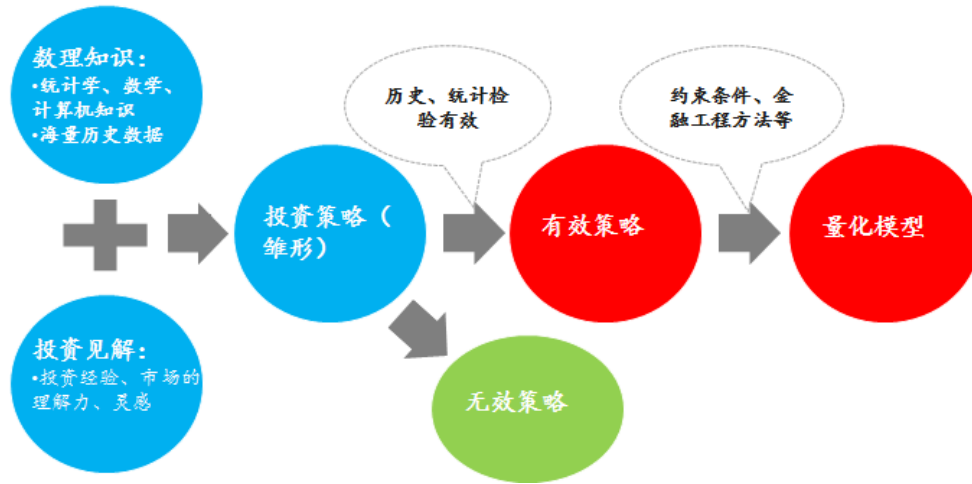 数理知识：
•统计学、数学、
计算机知识
•海量历史数据
投资见解：
•投资经验、市场的
理解力、灵感
投资策略（
雏形）
历史、统计检
验有效
有效策略
无效策略
约束条件、金
融工程方法等
量化模型